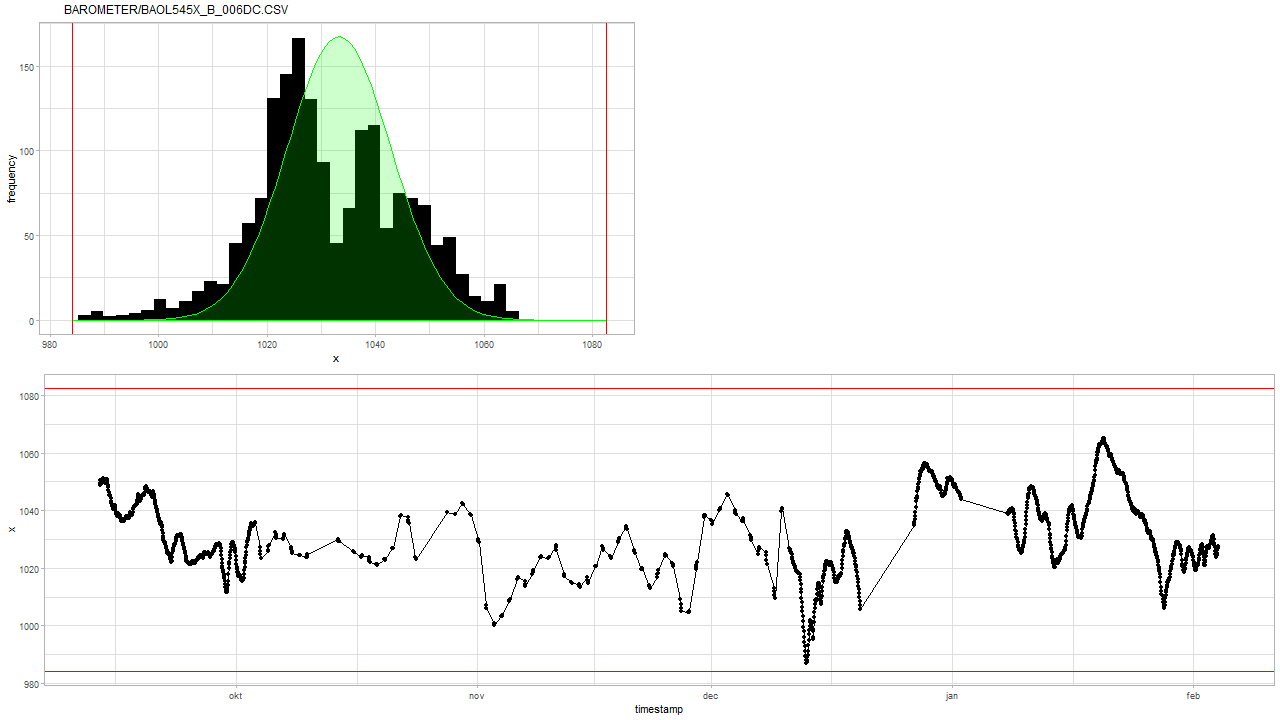 BAROMETER/BAOL545X_B_006DC.CSV
150
100
50
0
frequency
980 1000 1020 1040 1060 1080
x
1080
1060
1040
1020
1000
980
x
okt nov dec jan feb
timestamp